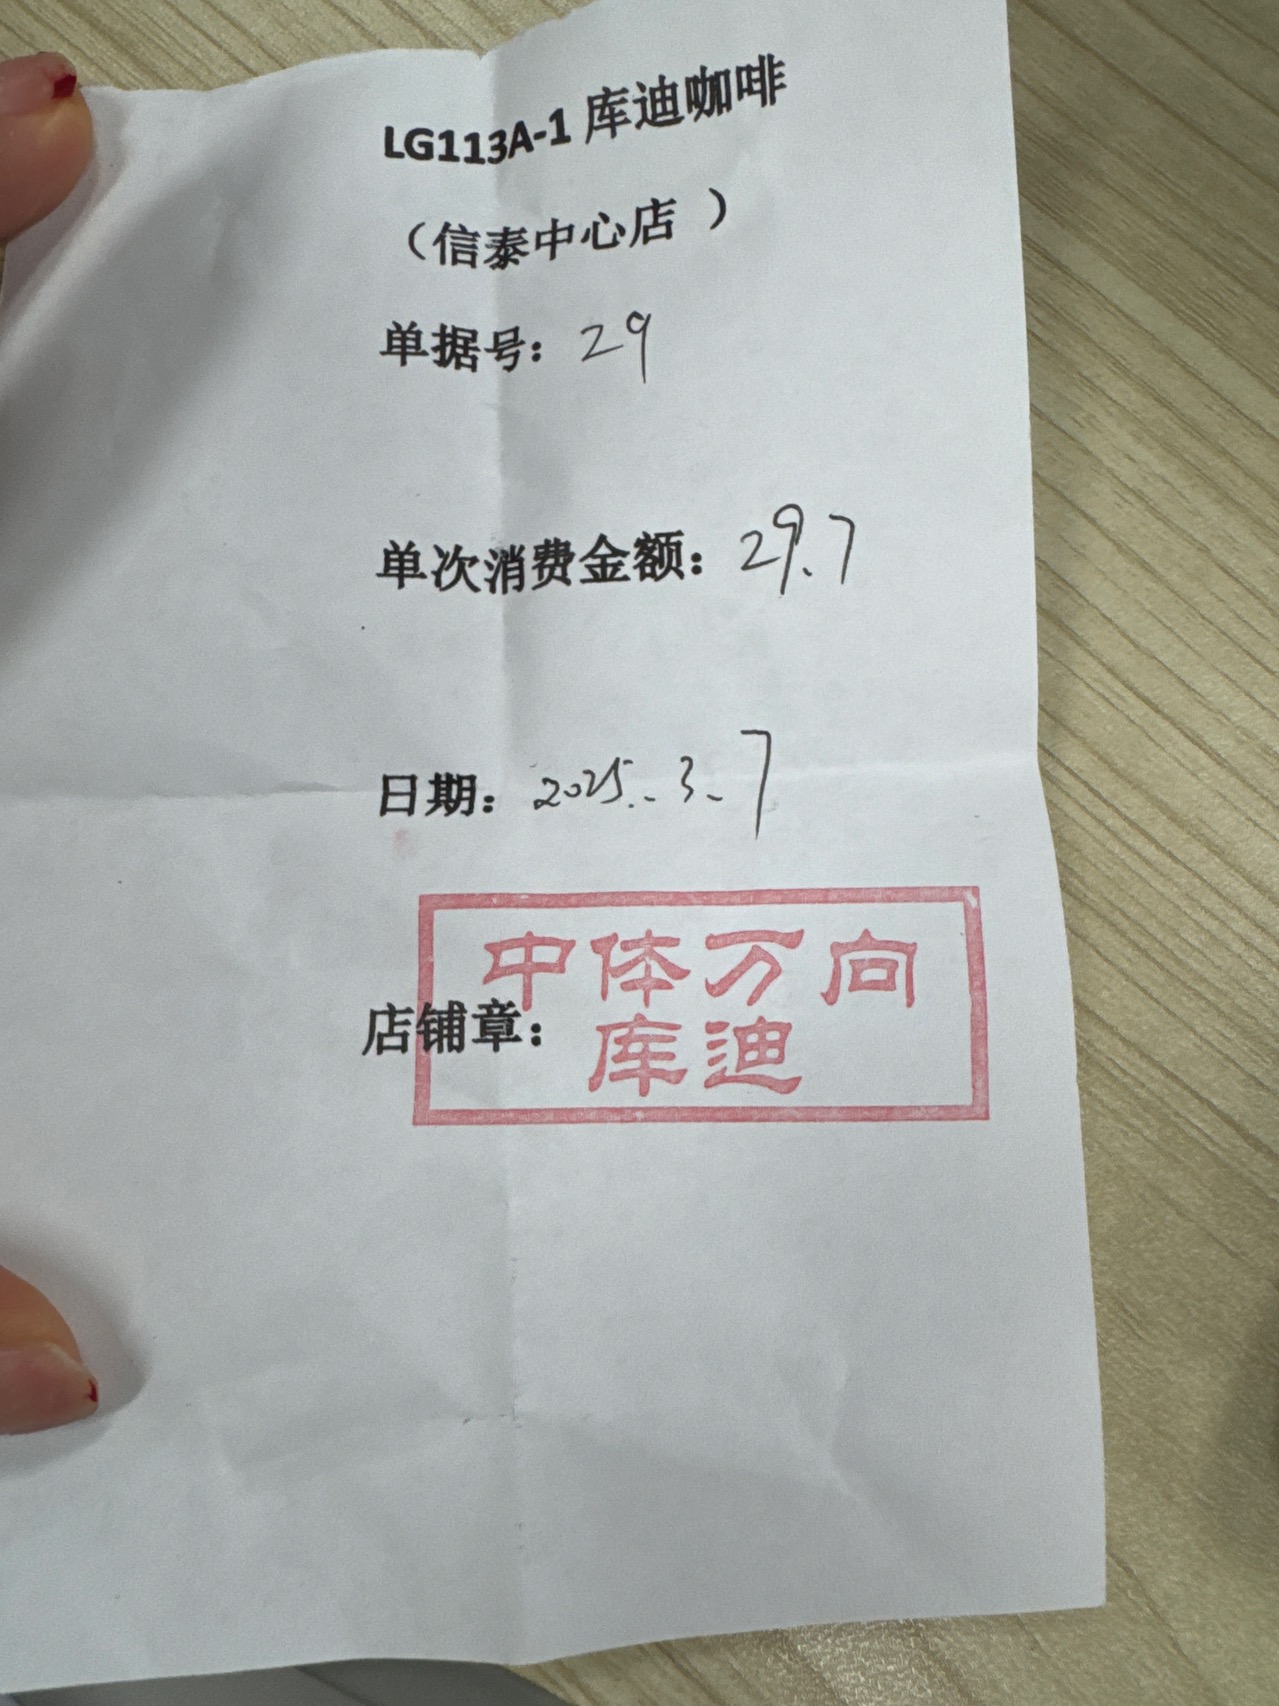 LG113A-1 库迪咖啡
（信泰中心店 ）
单据号：29
单次消费金额：29.7
日期：2025.-3-7
店铺章：
中体万向
库迪